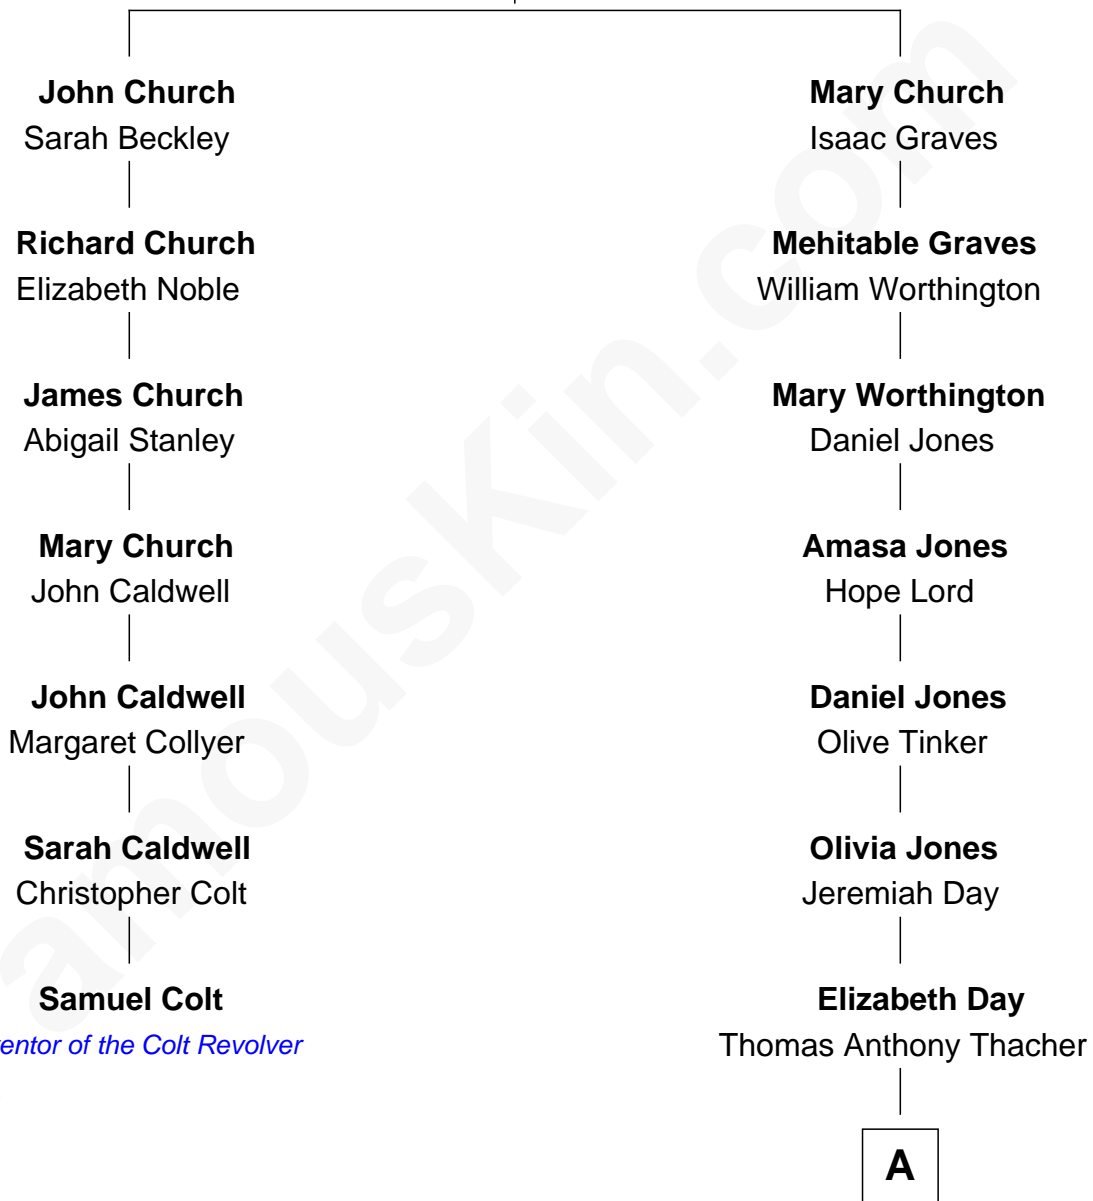 John Church
Sarah Beckley
Richard Church
Elizabeth Noble
James Church
Abigail Stanley
Mary Church
John Caldwell
John Caldwell
Margaret Collyer
Sarah Caldwell
Christopher Colt
Samuel Colt
entor of the Colt Revolver
Mary Church
Isaac Graves
Mehitable Graves
William Worthington
Mary Worthington
Daniel Jones
Amasa Jones
Hope Lord
Daniel Jones
Olive Tinker
Olivia Jones
Jeremiah Day
Elizabeth Day
Thomas Anthony Thacher
A
amouskin.com